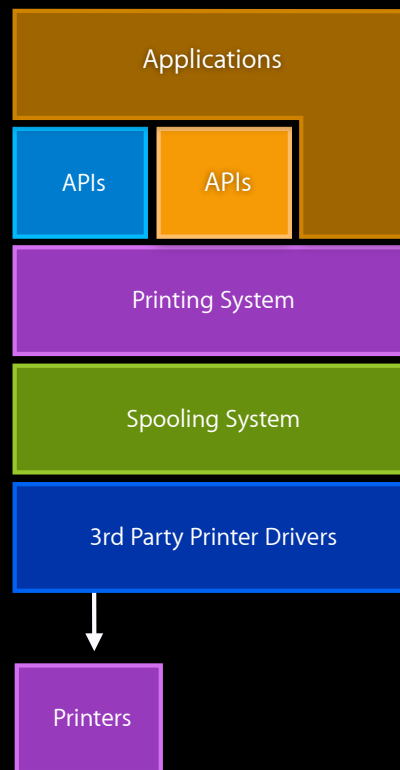 Applications
APIs
APIs
Printing System
Spooling System
3rd Party Printer Drivers
Printers